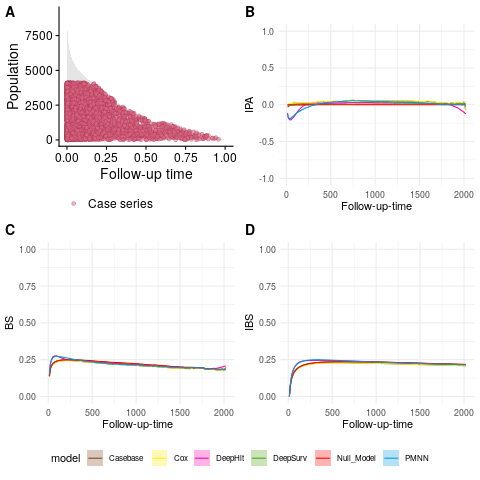 A
Population
7500
5000
2500
0
0.00 0.25 0.50 0.75 1.00
Follow-up time
Case series
B
IPA
1.0
0.5
0.0
-0.5
-1.0
0 500 1000 1500 2000
Follow-up-time
C
BS
1.00
0.75
0.50
0.25
0.00
0 500 1000 1500 2000
Follow-up-time
D
IBS
1.00
0.75
0.50
0.25
0.00
0 500 1000 1500 2000
Follow-up-time
model Casebase Cox DeepHit DeepSurv Null_Model PMNN